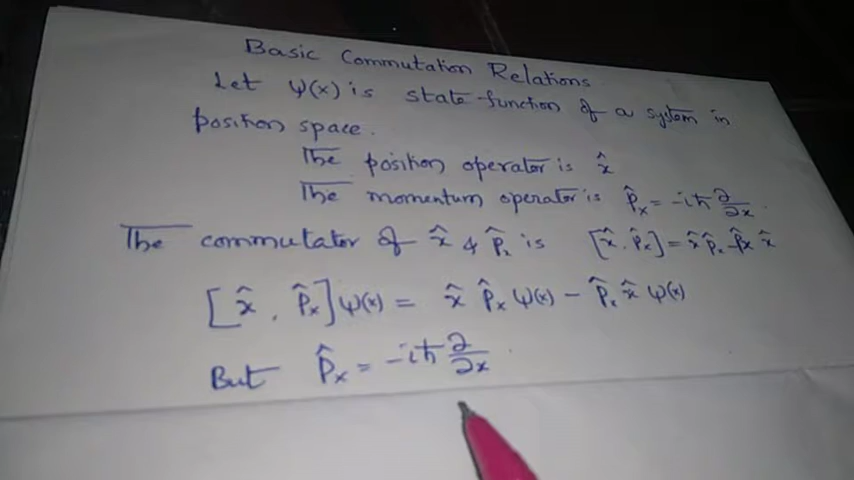 Basic Commutation Relations
Let ψ(x) is state function of a system in
position space.
The position operator is x̂
The momentum operator is p̂ₓ = -iħ ∂/∂x.
The commutator of x̂ & p̂ₓ is [x̂, p̂ₓ] = x̂ p̂ₓ - p̂ₓ x̂
[x̂, p̂ₓ]ψ(x) = x̂ p̂ₓ ψ(x) - p̂ₓ x̂ ψ(x)
But p̂ₓ = -iħ ∂/∂x.